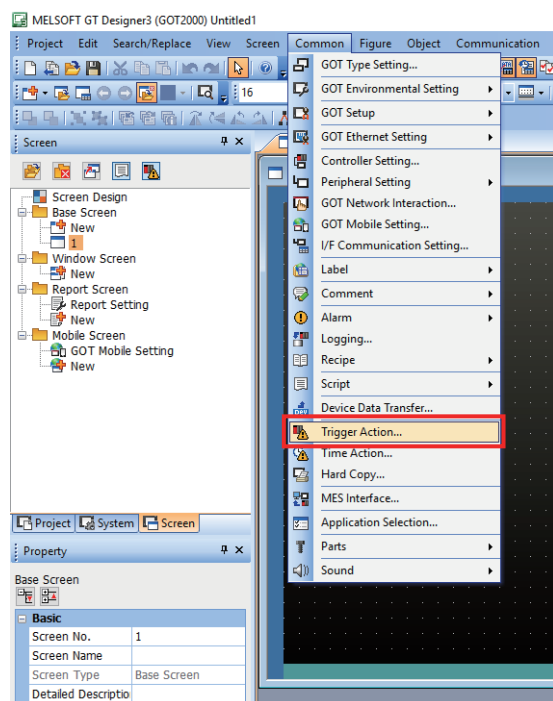 MELSOFT GT Designer3 (GOT2000) Untitled1
Project Edit Search/Replace View Screen Common Figure Object Communication
16
Screen
Screen Design
Base Screen
New
1
Window Screen
New
Report Screen
Report Setting
New
Mobile Screen
GOT Mobile Setting
New
GOT Type Setting...
GOT Environmental Setting
GOT Setup
GOT Ethernet Setting
Controller Setting...
Peripheral Setting
GOT Network Interaction...
GOT Mobile Setting...
I/F Communication Setting...
Label
Comment
Alarm
Logging...
Recipe
Script
Device Data Transfer...
Trigger Action...
Time Action...
Hard Copy...
MES Interface...
Application Selection...
Parts
Sound
Project System Screen
Property
Base Screen
Basic
Screen No. 1
Screen Name
Screen Type Base Screen
Detailed Descriptio